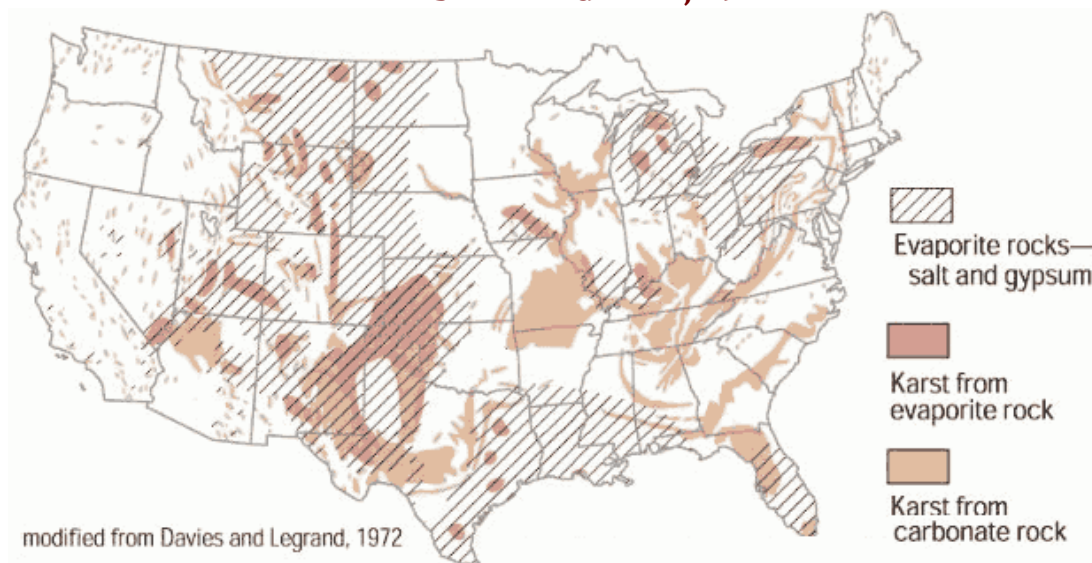 Evaporite rocks—
salt and gypsum
Karst from
evaporite rock
Karst from
carbonate rock
modified from Davies and Legrand, 1972